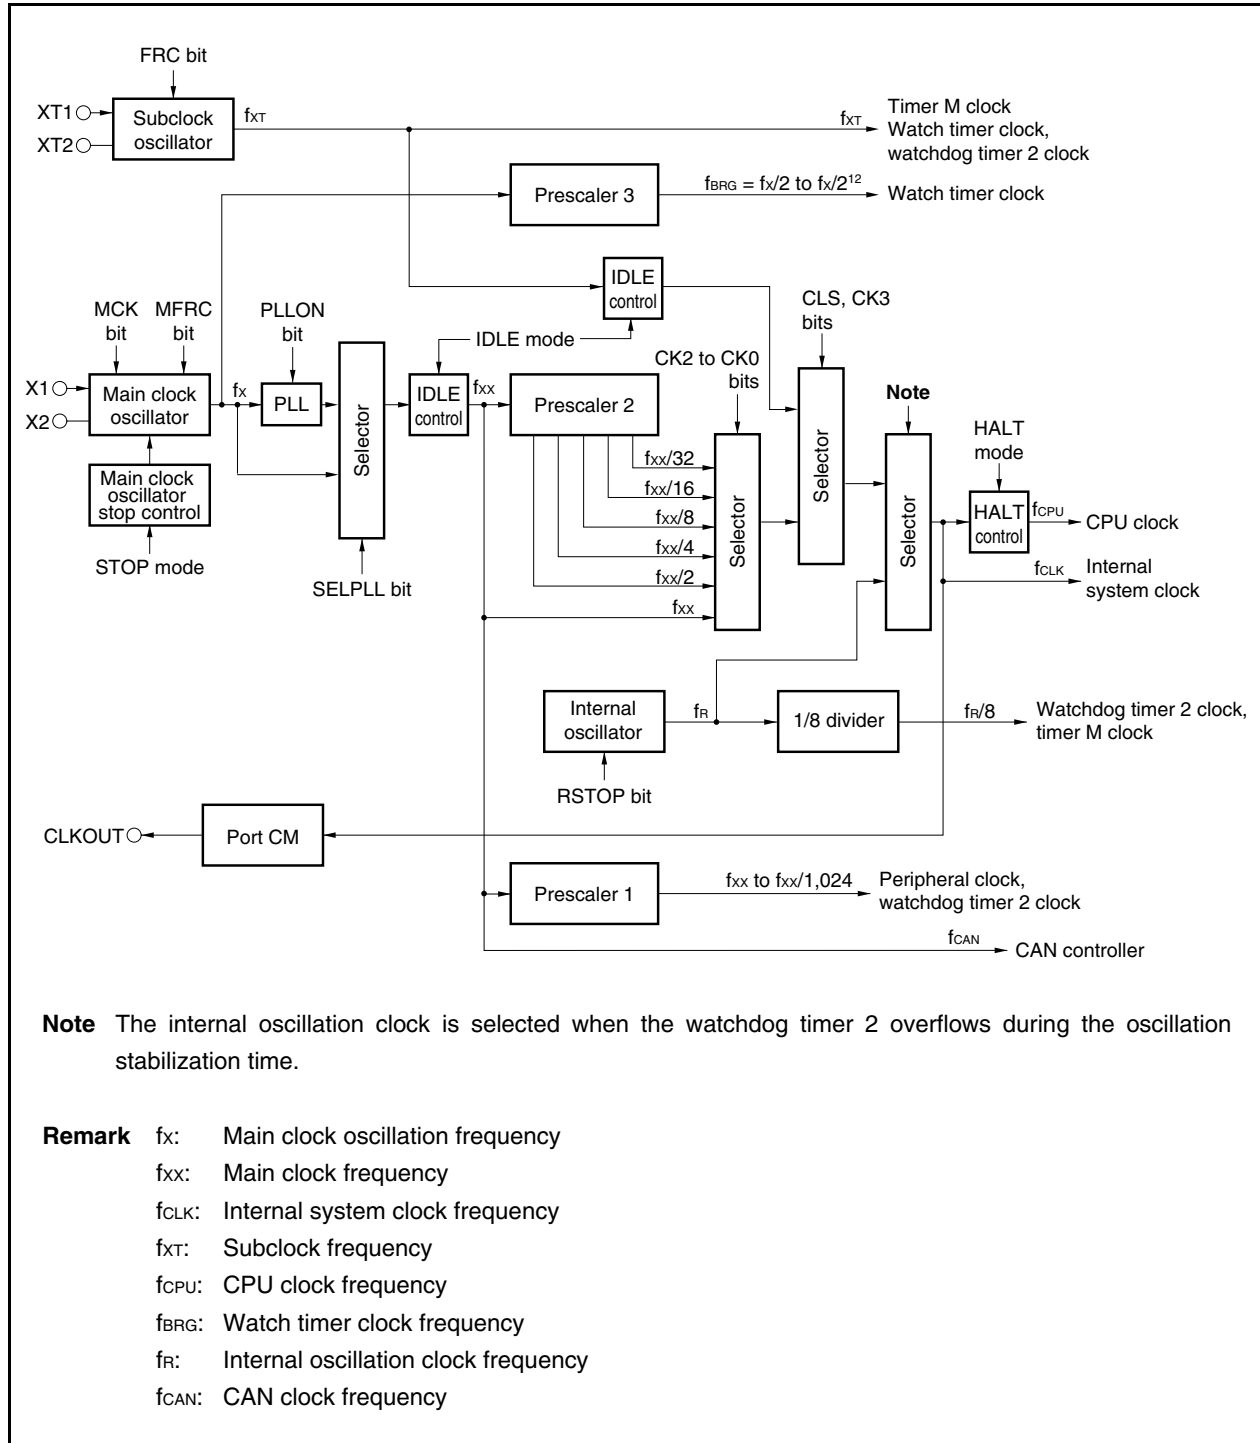 FRC bit
XT1
XT2
Subclock
oscillator
fXT
fXT
Timer M clock
Watch timer clock,
watchdog timer 2 clock
Prescaler 3
fBRG = fX/2 to fX/2^12
Watch timer clock
IDLE
control
MCK
bit
MFRC
bit
PLLON
bit
IDLE mode
CLS, CK3
bits
CK2 to CK0
bits
X1
X2
Main clock
oscillator
fX
PLL
Selector
IDLE
control
fXX
Prescaler 2
Note
HALT
mode
Main clock
oscillator
stop control
STOP mode
SELPLL bit
fXX/32
fXX/16
fXX/8
fXX/4
fXX/2
fXX
Selector
Selector
Selector
HALT
control
fCPU
CPU clock
fCLK
Internal
system clock
Internal
oscillator
fR
1/8 divider
fR/8
Watchdog timer 2 clock,
timer M clock
RSTOP bit
CLKOUT
Port CM
Prescaler 1
fXX to fXX/1,024
Peripheral clock,
watchdog timer 2 clock
fCAN
CAN controller
Note The internal oscillation clock is selected when the watchdog timer 2 overflows during the oscillation
stabilization time.
Remark fX: Main clock oscillation frequency
fXX: Main clock frequency
fCLK: Internal system clock frequency
fXT: Subclock frequency
fCPU: CPU clock frequency
fBRG: Watch timer clock frequency
fR: Internal oscillation clock frequency
fCAN: CAN clock frequency